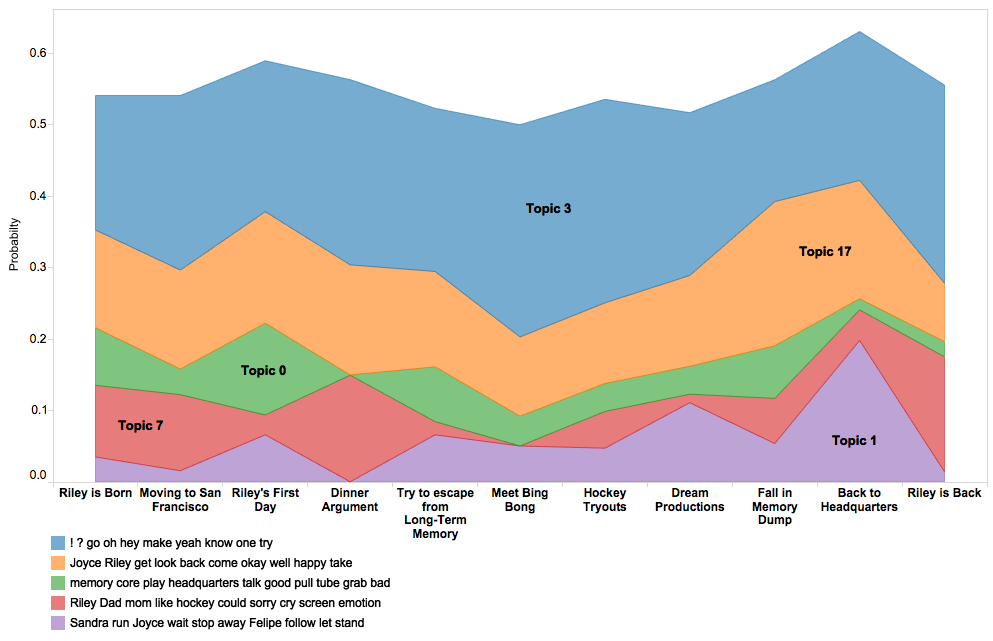 0.6
0.5
0.4
0.3
0.2
0.1
0.0
Probabilty
Topic 3
Topic 17
Topic 0
Topic 7
Topic 1
Riley is Born
Moving to San
Francisco
Riley's First
Day
Dinner
Argument
Try to escape
from
Long-Term
Memory
Meet Bing
Bong
Hockey
Tryouts
Dream
Productions
Fall in
Memory
Dump
Back to
Headquarters
Riley is Back
! ? go oh hey make yeah know one try
Joyce Riley get look back come okay well happy take
memory core play headquarters talk good pull tube grab bad
Riley Dad mom like hockey could sorry cry screen emotion
Sandra run Joyce wait stop away Felipe follow let stand